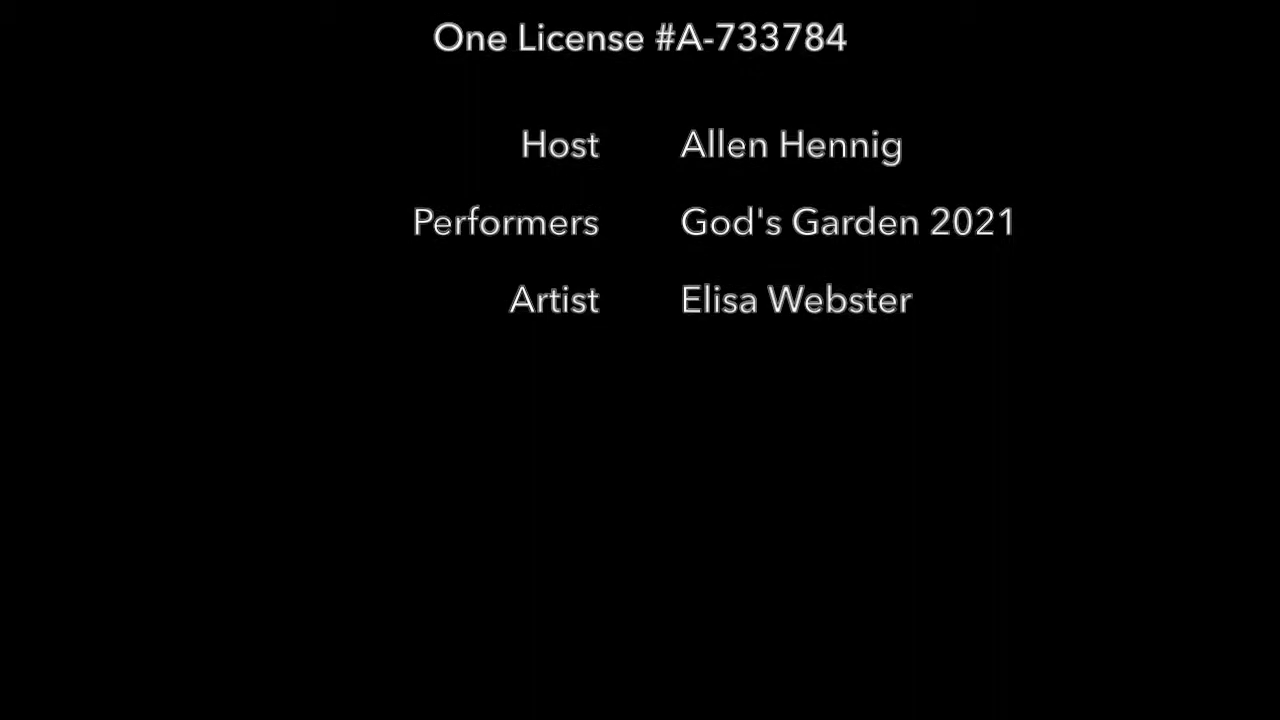 One License #A-733784
Host Allen Hennig
Performers God's Garden 2021
Artist Elisa Webster